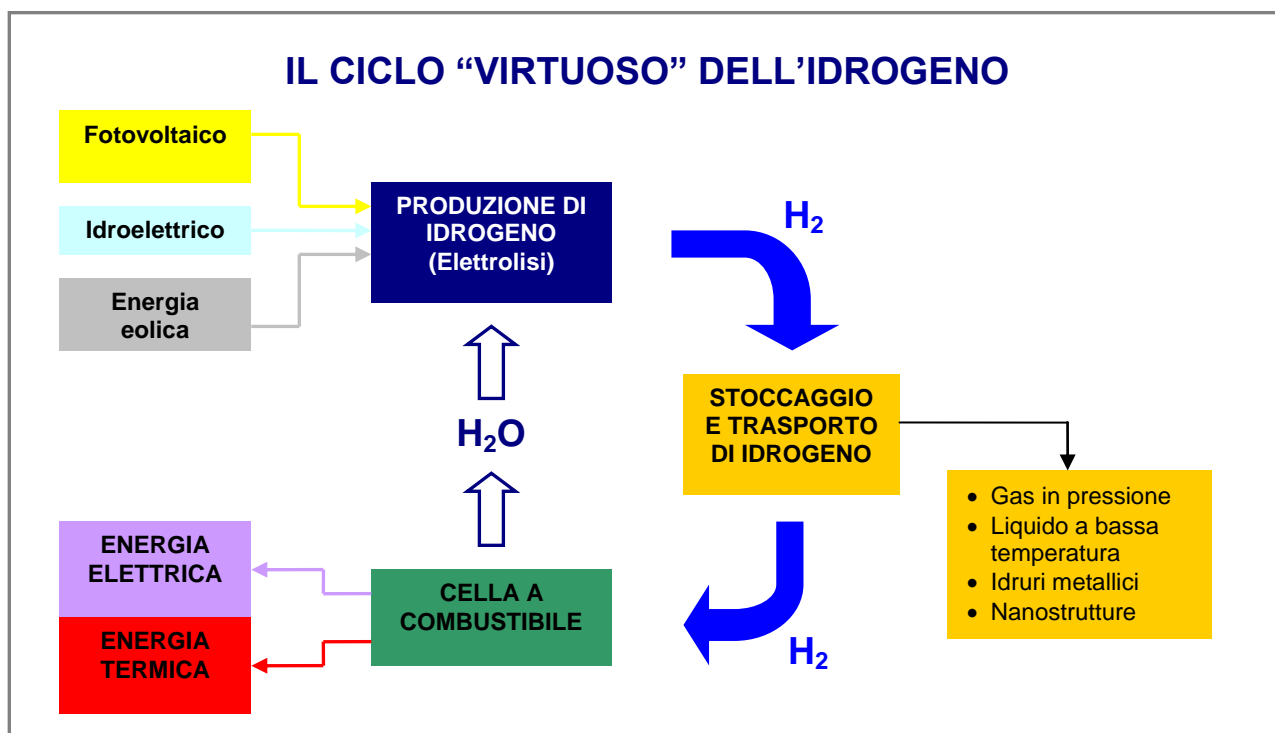 IL CICLO “VIRTUOSO” DELL’IDROGENO
Fotovoltaico
Idroelettrico
Energia
eolica
PRODUZIONE DI
IDROGENO
(Elettrolisi)
H₂
STOCCAGGIO
E TRASPORTO
DI IDROGENO
• Gas in pressione
• Liquido a bassa
temperatura
• Idruri metallici
• Nanostrutture
H₂
H₂O
CELLA A
COMBUSTIBILE
ENERGIA
ELETTRICA
ENERGIA
TERMICA